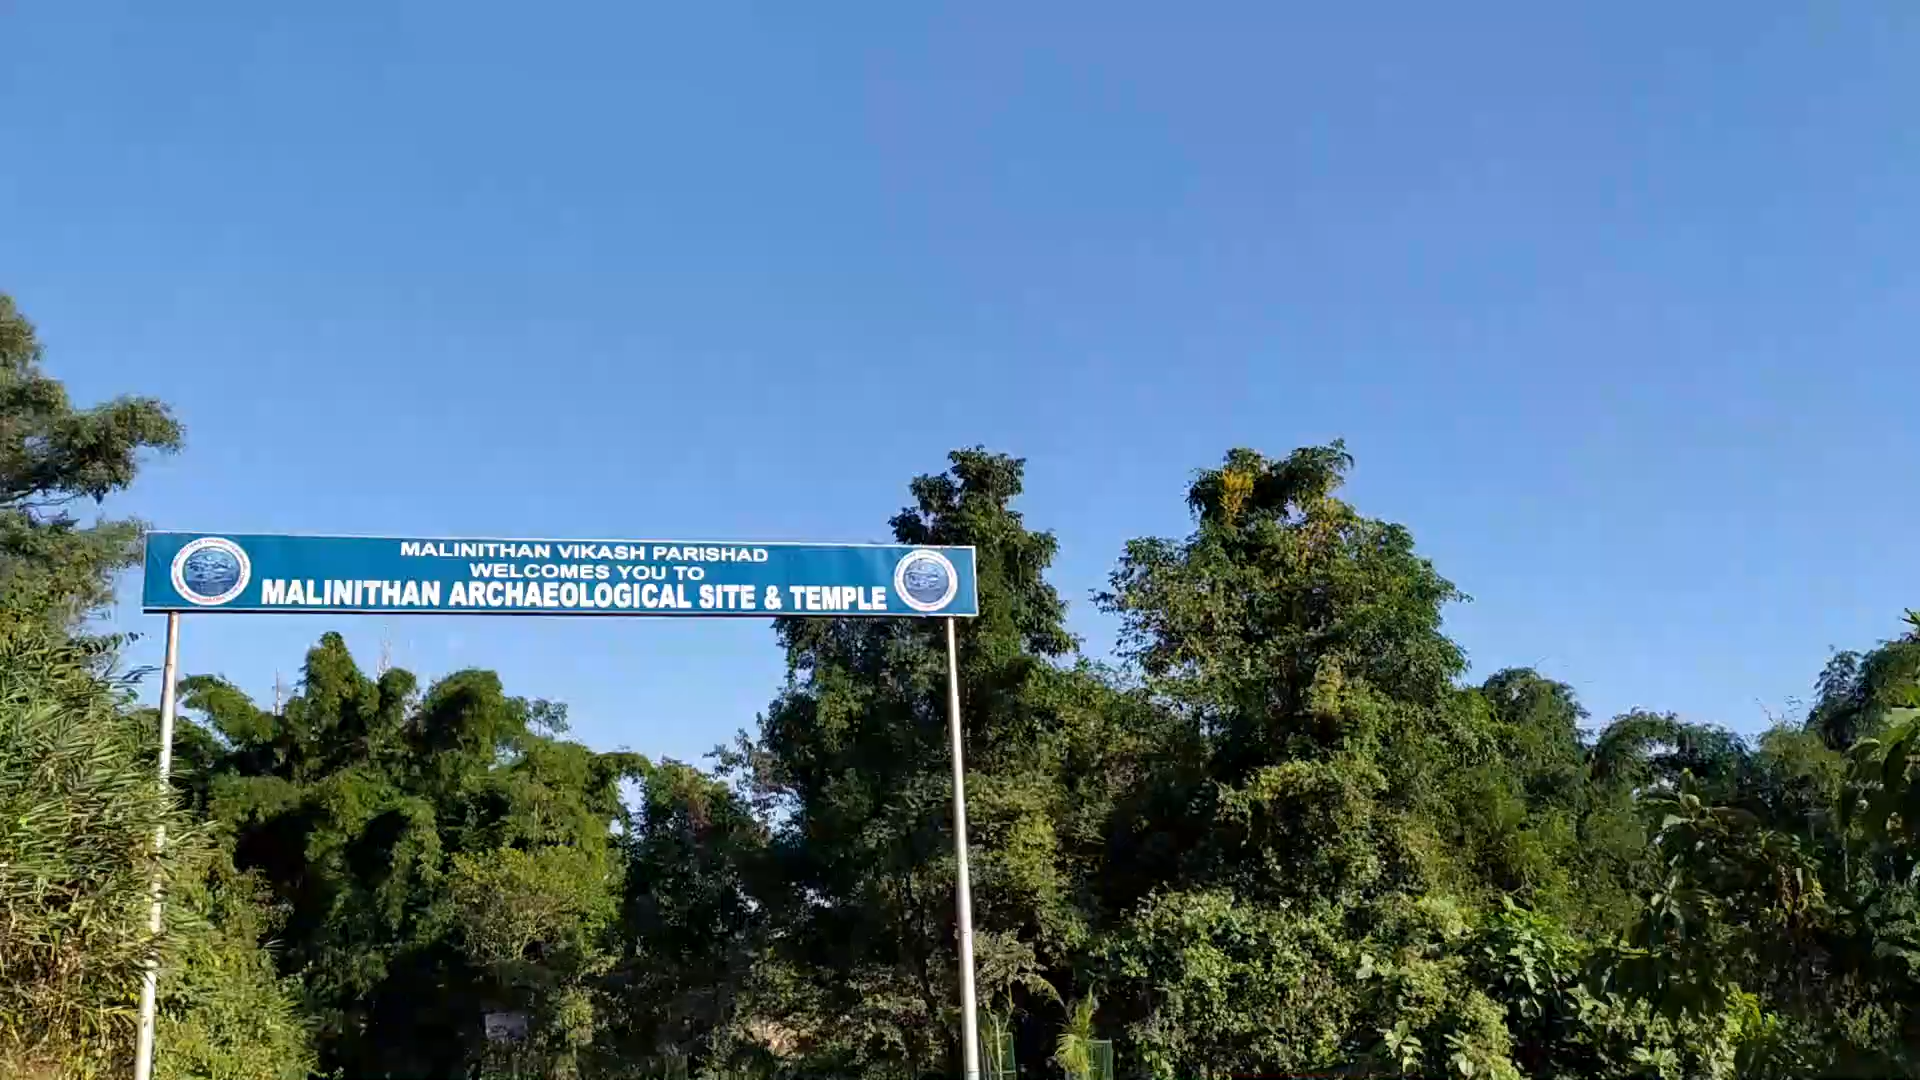 MALINITHAN VIKASH PARISHAD
WELCOMES YOU TO
MALINITHAN ARCHAEOLOGICAL SITE & TEMPLE